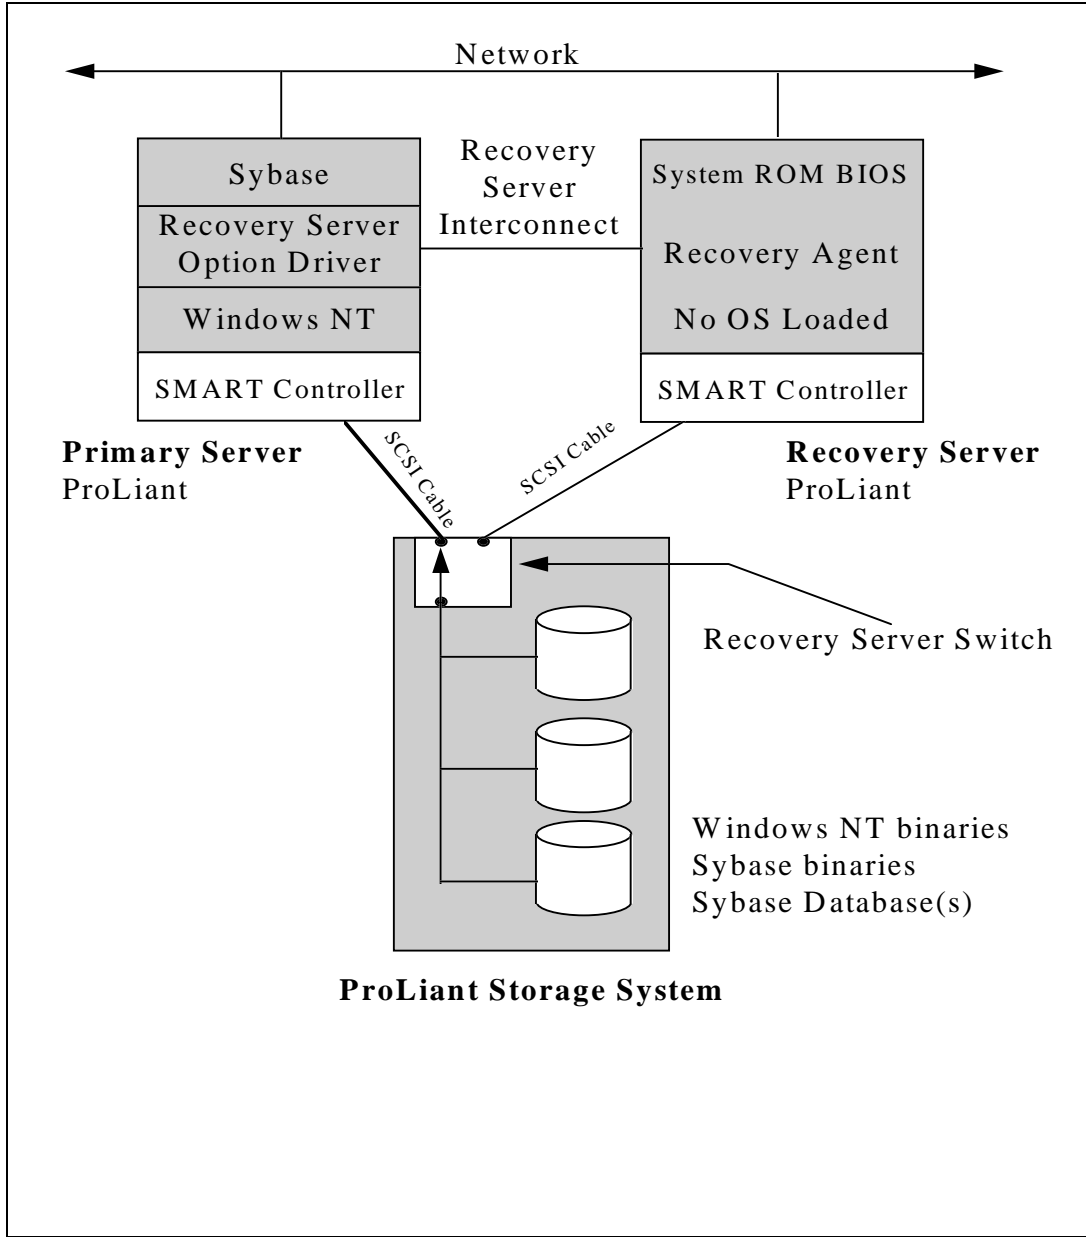 Network
Sybase
Recovery Server
Option Driver
Windows NT
SMART Controller
Recovery
Server
Interconnect
System ROM BIOS
Recovery Agent
No OS Loaded
SMART Controller
Primary Server
ProLiant
SCSI Cable
SCSI Cable
Recovery Server
ProLiant
Recovery Server Switch
Windows NT binaries
Sybase binaries
Sybase Database(s)
ProLiant Storage System